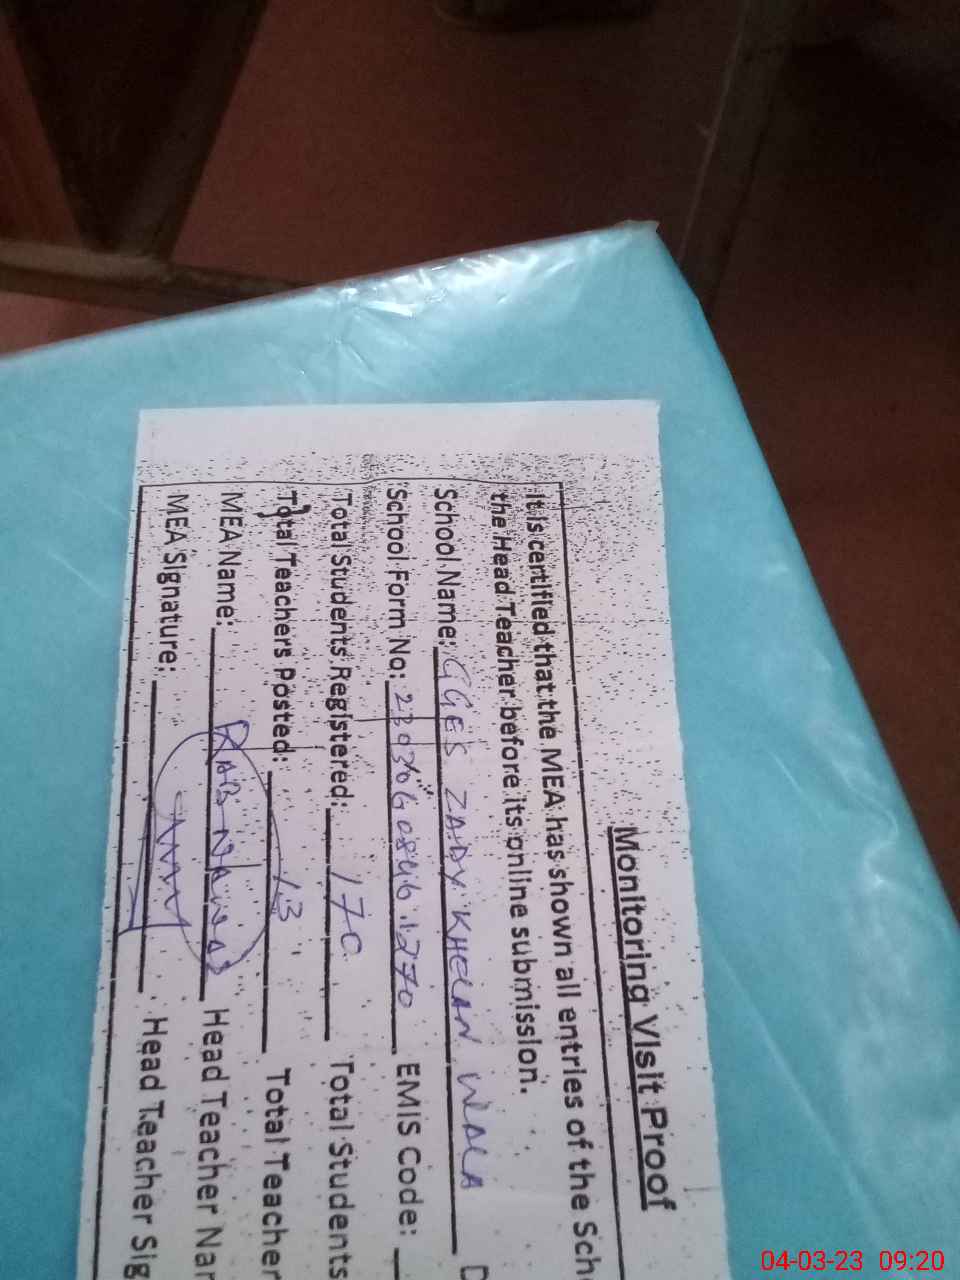 Monitoring Visit Proof
It is certified that the MEA has shown all entries of the Sch
the Head Teacher before its online submission.
School Name: GGES ZADY KHELAN WALA D
School Form No: EMIS Code:
Total Students Registered: 170 Total Students
Total Teachers Posted: 13 Total Teacher
MEA Name: Head Teacher Nar
MEA Signature: Head Teacher Sig
04-03-23 09:20